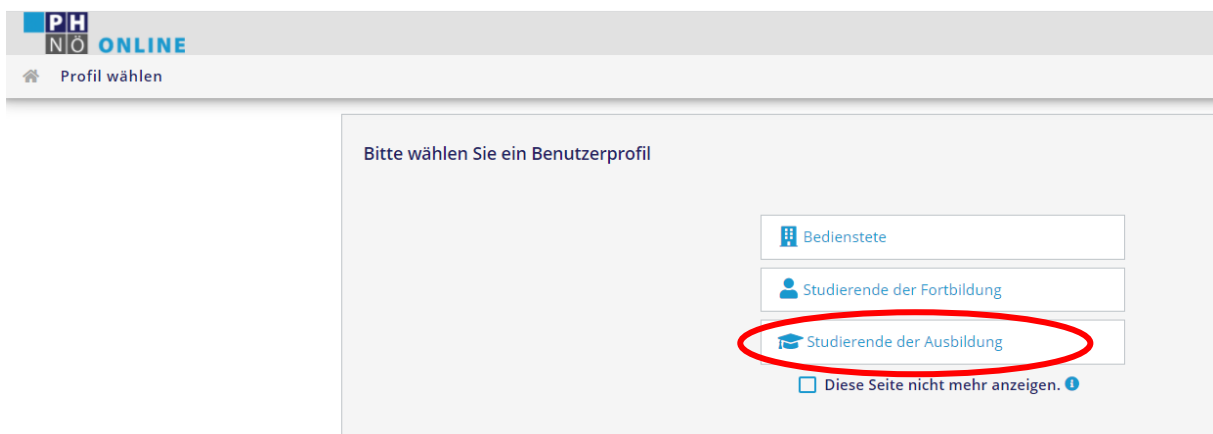 PH
NÖ ONLINE
Profil wählen
Bitte wählen Sie ein Benutzerprofil
Bedienstete
Studierende der Fortbildung
Studierende der Ausbildung
Diese Seite nicht mehr anzeigen.